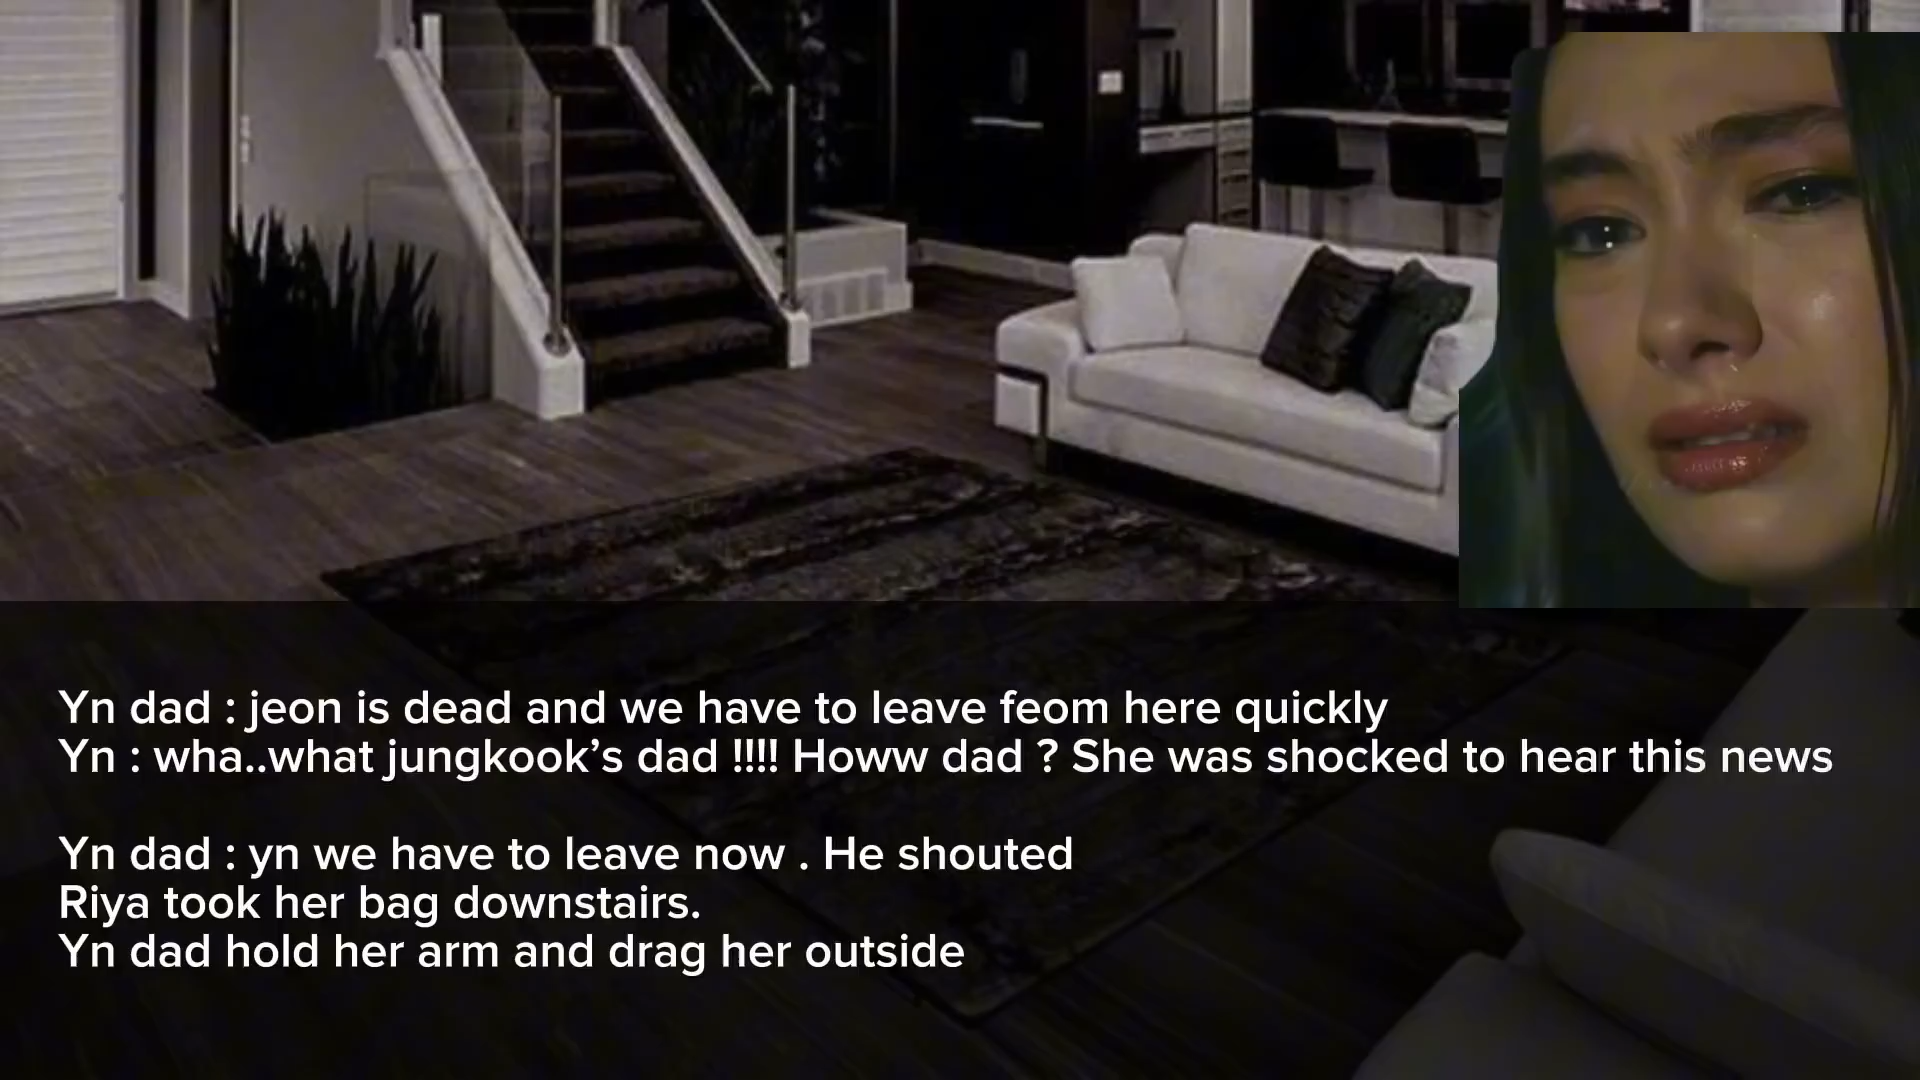 Yn dad : jeon is dead and we have to leave feom here quickly
Yn : wha..what jungkook’s dad !!!! Howw dad ? She was shocked to hear this news
Yn dad : yn we have to leave now . He shouted
Riya took her bag downstairs.
Yn dad hold her arm and drag her outside